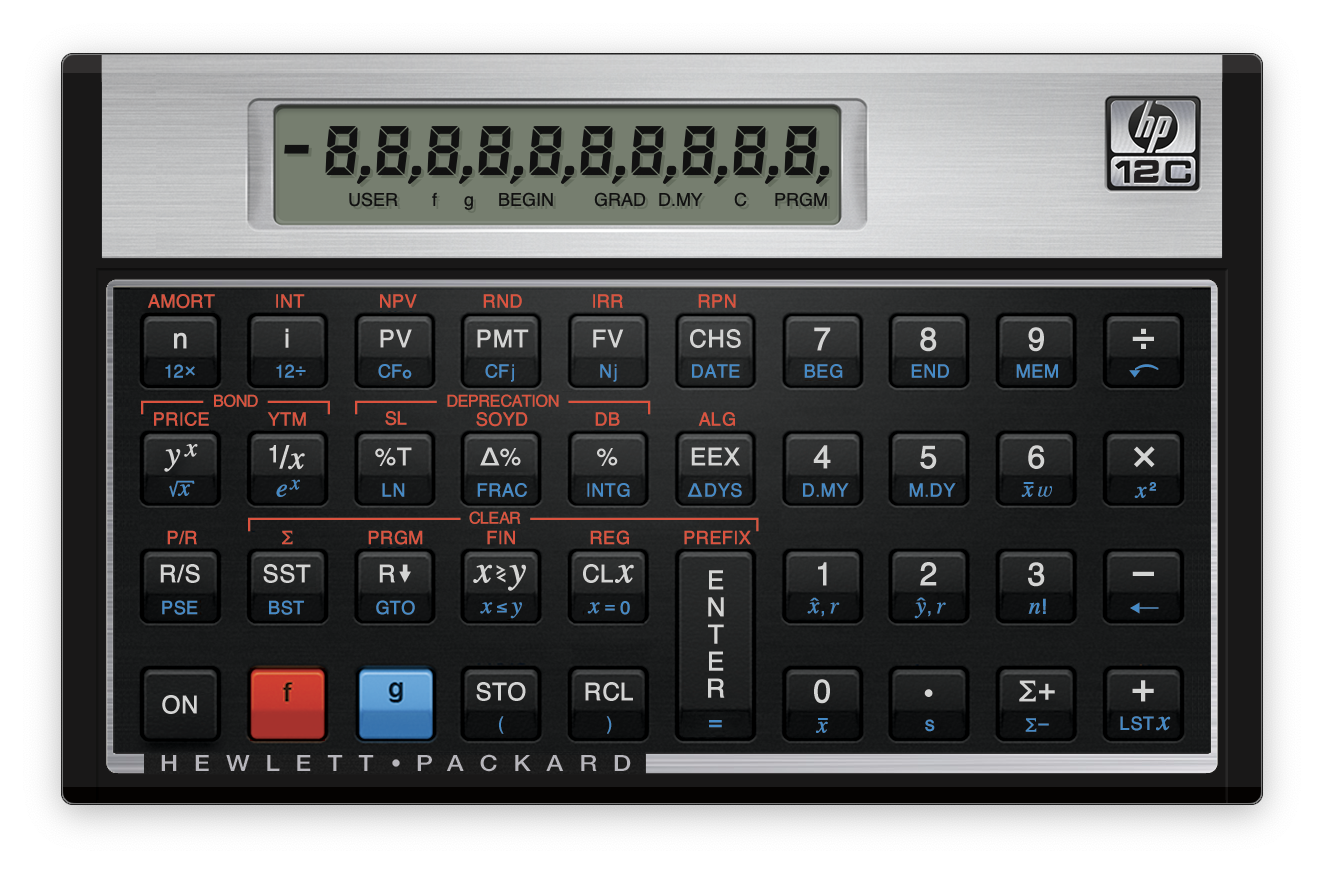 -8,8,8,8,8,8,8,8,8,8,
USER f g BEGIN GRAD D.MY C PRGM
hp
12C
AMORT INT NPV RND IRR RPN
n i PV PMT FV CHS 7 8 9 ÷
12× 12÷ CFo CFj Nj DATE BEG END MEM
BOND DEPRECATION
PRICE YTM SL SOYD DB ALG
yˣ 1/x %T Δ% % EEX 4 5 6 ×
√x eˣ LN FRAC INTG ΔDYS D.MY M.DY x̄w x²
CLEAR
P/R Σ PRGM FIN REG PREFIX
R/S SST R↓ x≷y CLx ENTER 1 2 3 −
PSE BST GTO x≤y x=0 x̂,r ŷ,r n! ←
ON f g STO RCL 0 • Σ+ +
( ) = x̄ s Σ− LSTx
HEWLETT•PACKARD